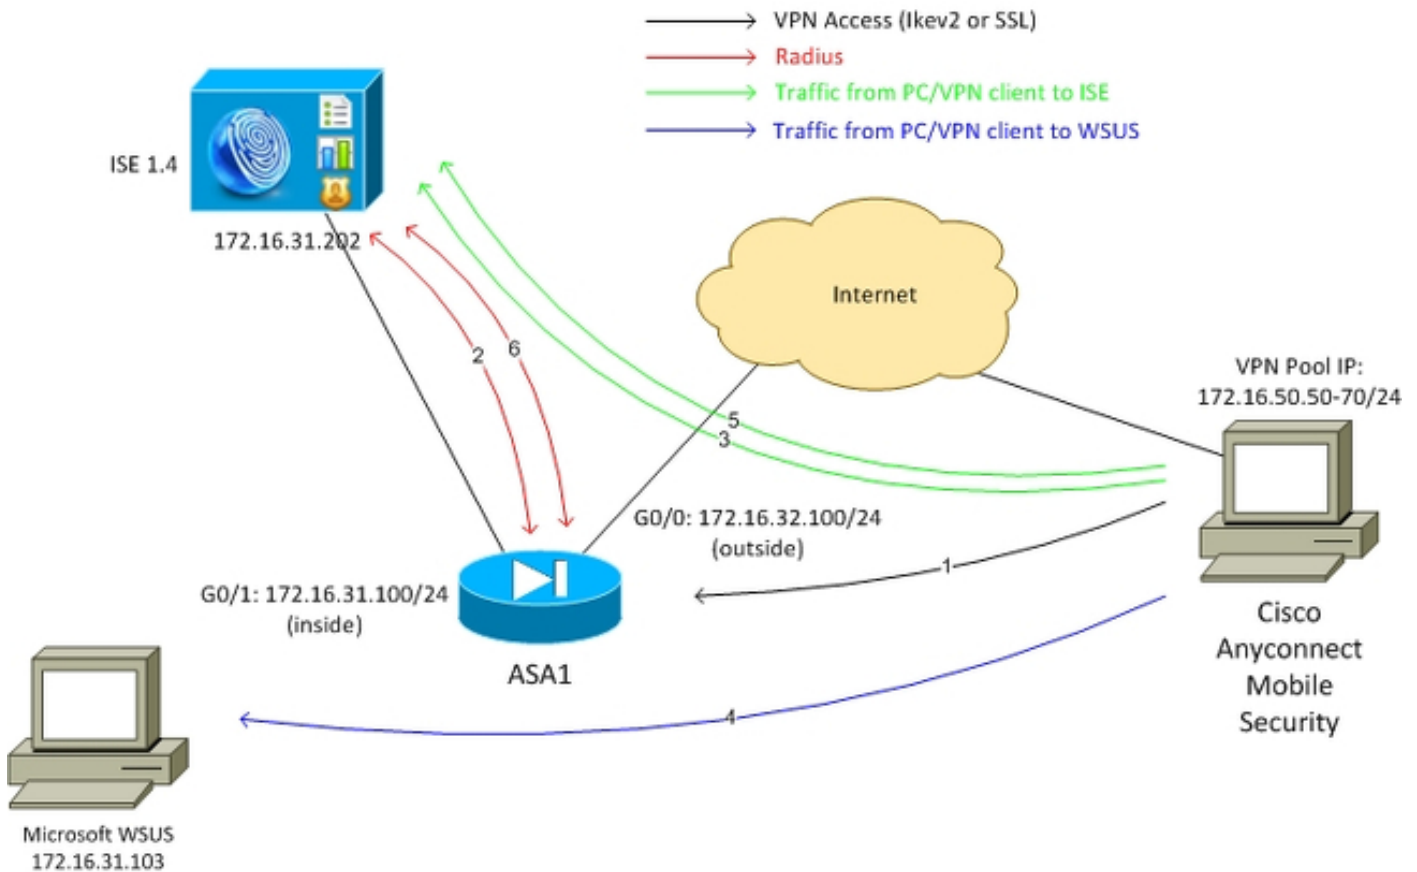 VPN Access (Ikev2 or SSL)
Radius
Traffic from PC/VPN client to ISE
Traffic from PC/VPN client to WSUS
ISE 1.4
172.16.31.202
Internet
2
6
5
3
VPN Pool IP:
172.16.50.50-70/24
G0/0: 172.16.32.100/24
(outside)
1
G0/1: 172.16.31.100/24
(inside)
ASA1
Cisco
Anyconnect
Mobile
Security
4
Microsoft WSUS
172.16.31.103